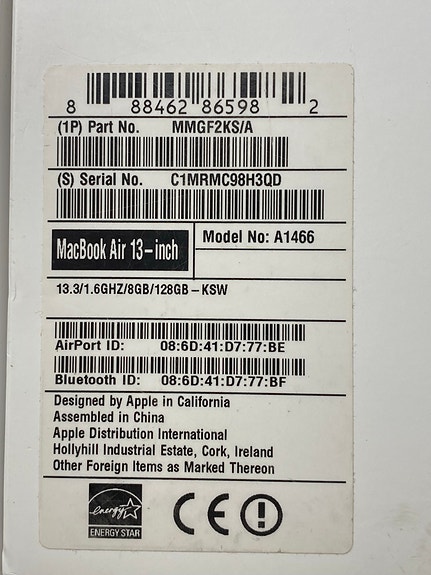 8 88462 86598 2
(1P) Part No. MMGF2KS/A
(S) Serial No. C1MRMC98H3QD
MacBook Air 13-inch
Model No: A1466
13.3/1.6GHZ/8GB/128GB-KSW
AirPort ID: 08:6D:41:D7:77:BE
Bluetooth ID: 08:6D:41:D7:77:BF
Designed by Apple in California
Assembled in China
Apple Distribution International
Hollyhill Industrial Estate, Cork, Ireland
Other Foreign Items as Marked Thereon
energy
ENERGY STAR
CE